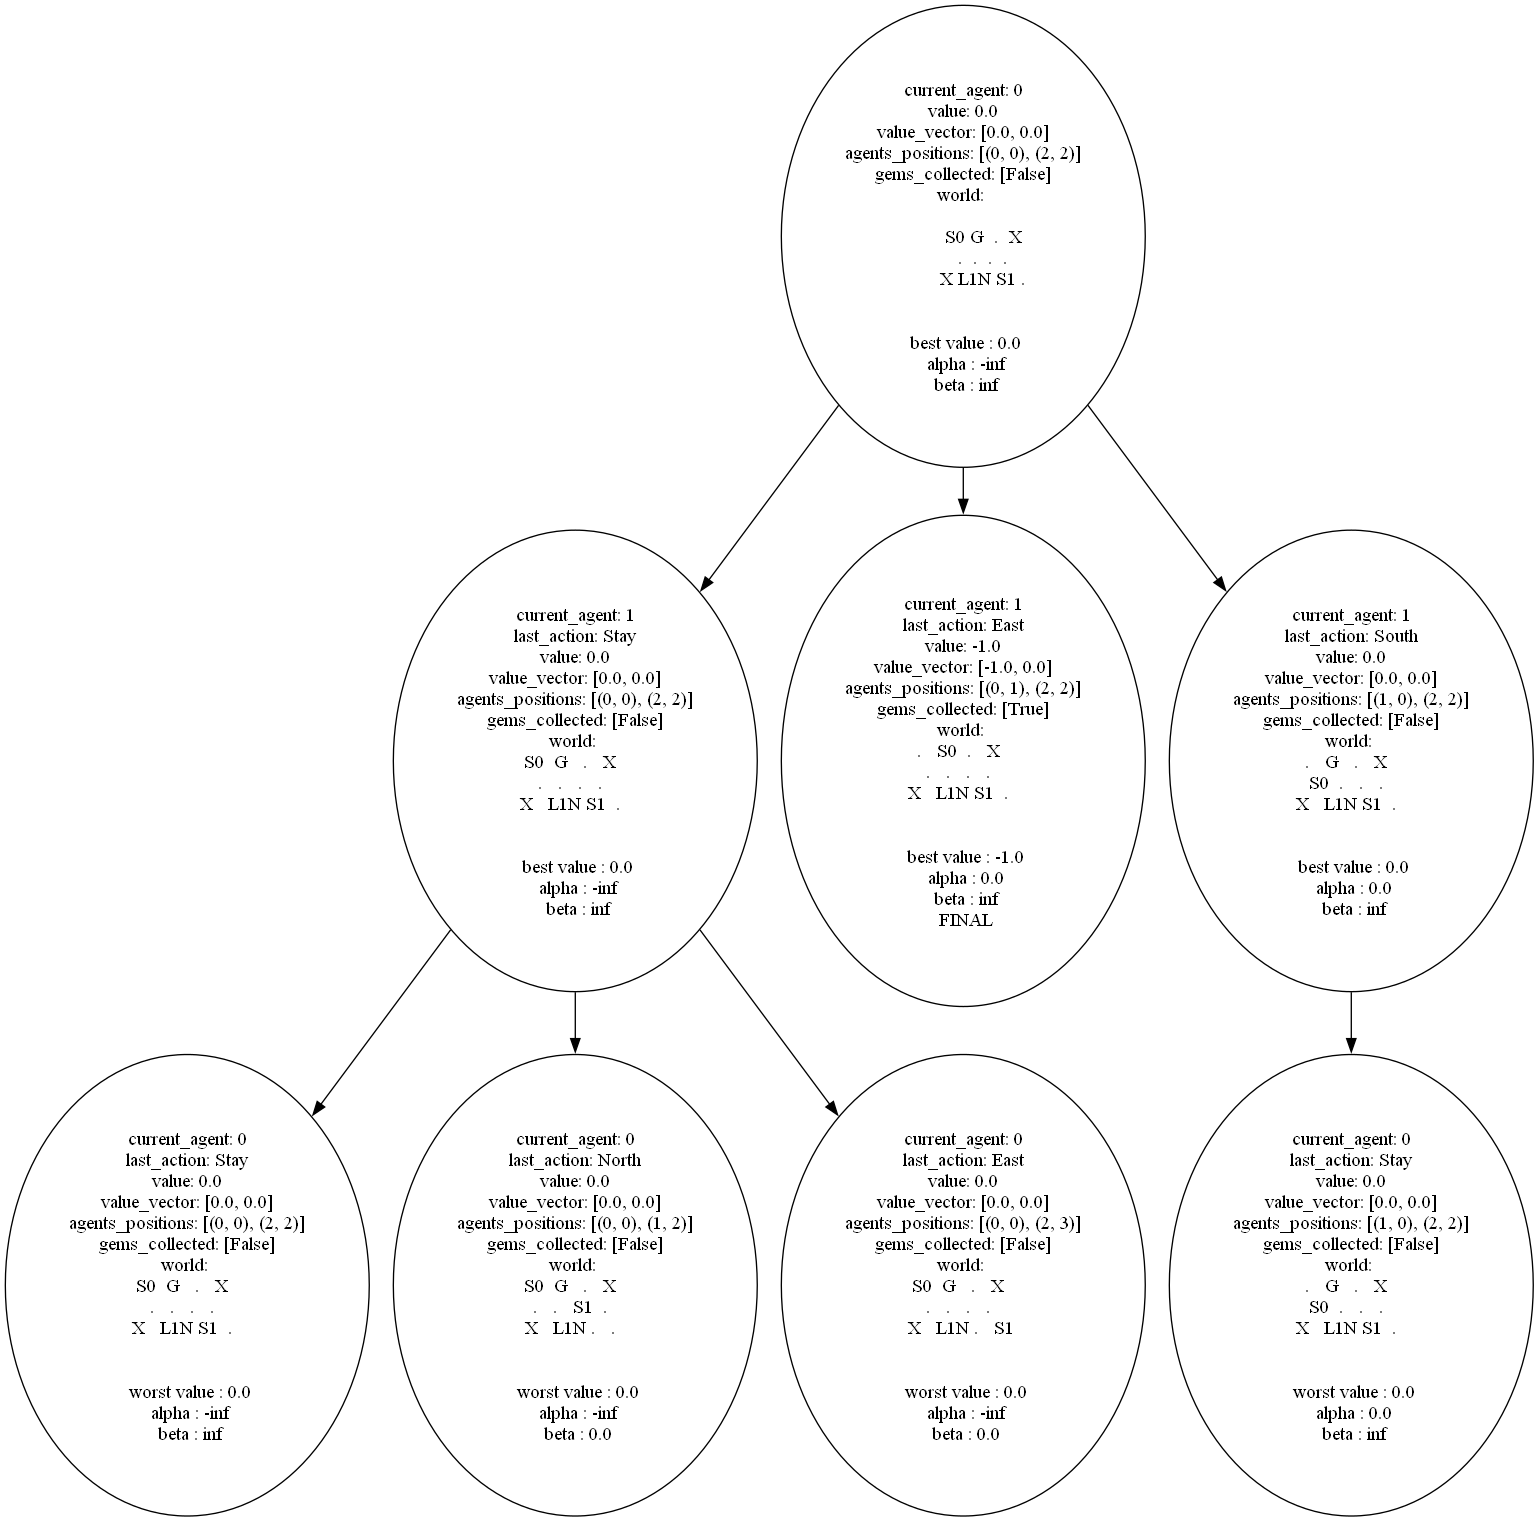 current_agent: 0
value: 0.0
value_vector: [0.0, 0.0]
agents_positions: [(0, 0), (2, 2)]
gems_collected: [False]
world:
S0 G . X
. . . .
X L1N S1 .
best value : 0.0
alpha : -inf
beta : inf
current_agent: 1
last_action: Stay
value: 0.0
value_vector: [0.0, 0.0]
agents_positions: [(0, 0), (2, 2)]
gems_collected: [False]
world:
S0 G . X
. . . .
X L1N S1 .
best value : 0.0
alpha : -inf
beta : inf
current_agent: 1
last_action: East
value: -1.0
value_vector: [-1.0, 0.0]
agents_positions: [(0, 1), (2, 2)]
gems_collected: [True]
world:
. S0 . X
. . . .
X L1N S1 .
best value : -1.0
alpha : 0.0
beta : inf
FINAL
current_agent: 1
last_action: South
value: 0.0
value_vector: [0.0, 0.0]
agents_positions: [(1, 0), (2, 2)]
gems_collected: [False]
world:
. G . X
S0 . . .
X L1N S1 .
best value : 0.0
alpha : 0.0
beta : inf
current_agent: 0
last_action: Stay
value: 0.0
value_vector: [0.0, 0.0]
agents_positions: [(0, 0), (2, 2)]
gems_collected: [False]
world:
S0 G . X
. . . .
X L1N S1 .
worst value : 0.0
alpha : -inf
beta : inf
current_agent: 0
last_action: North
value: 0.0
value_vector: [0.0, 0.0]
agents_positions: [(0, 0), (1, 2)]
gems_collected: [False]
world:
S0 G . X
. . S1 .
X L1N . .
worst value : 0.0
alpha : -inf
beta : 0.0
current_agent: 0
last_action: East
value: 0.0
value_vector: [0.0, 0.0]
agents_positions: [(0, 0), (2, 3)]
gems_collected: [False]
world:
S0 G . X
. . . .
X L1N . S1
worst value : 0.0
alpha : -inf
beta : 0.0
current_agent: 0
last_action: Stay
value: 0.0
value_vector: [0.0, 0.0]
agents_positions: [(1, 0), (2, 2)]
gems_collected: [False]
world:
. G . X
S0 . . .
X L1N S1 .
worst value : 0.0
alpha : 0.0
beta : inf